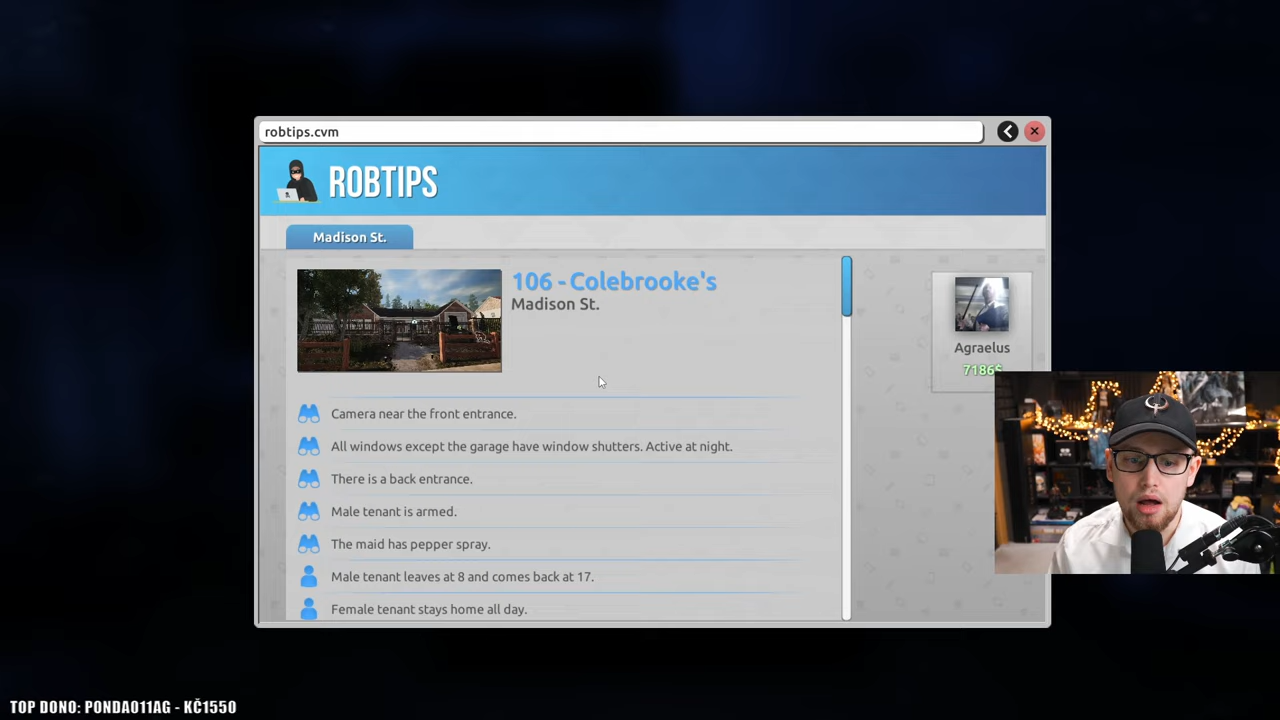 robtips.cvm
ROBTIPS
Madison St.
106 - Colebrooke's
Madison St.
Agraelus
7186$
Camera near the front entrance.
All windows except the garage have window shutters. Active at night.
There is a back entrance.
Male tenant is armed.
The maid has pepper spray.
Male tenant leaves at 8 and comes back at 17.
Female tenant stays home all day.
TOP DONO: PONDA011AG - KČ1550